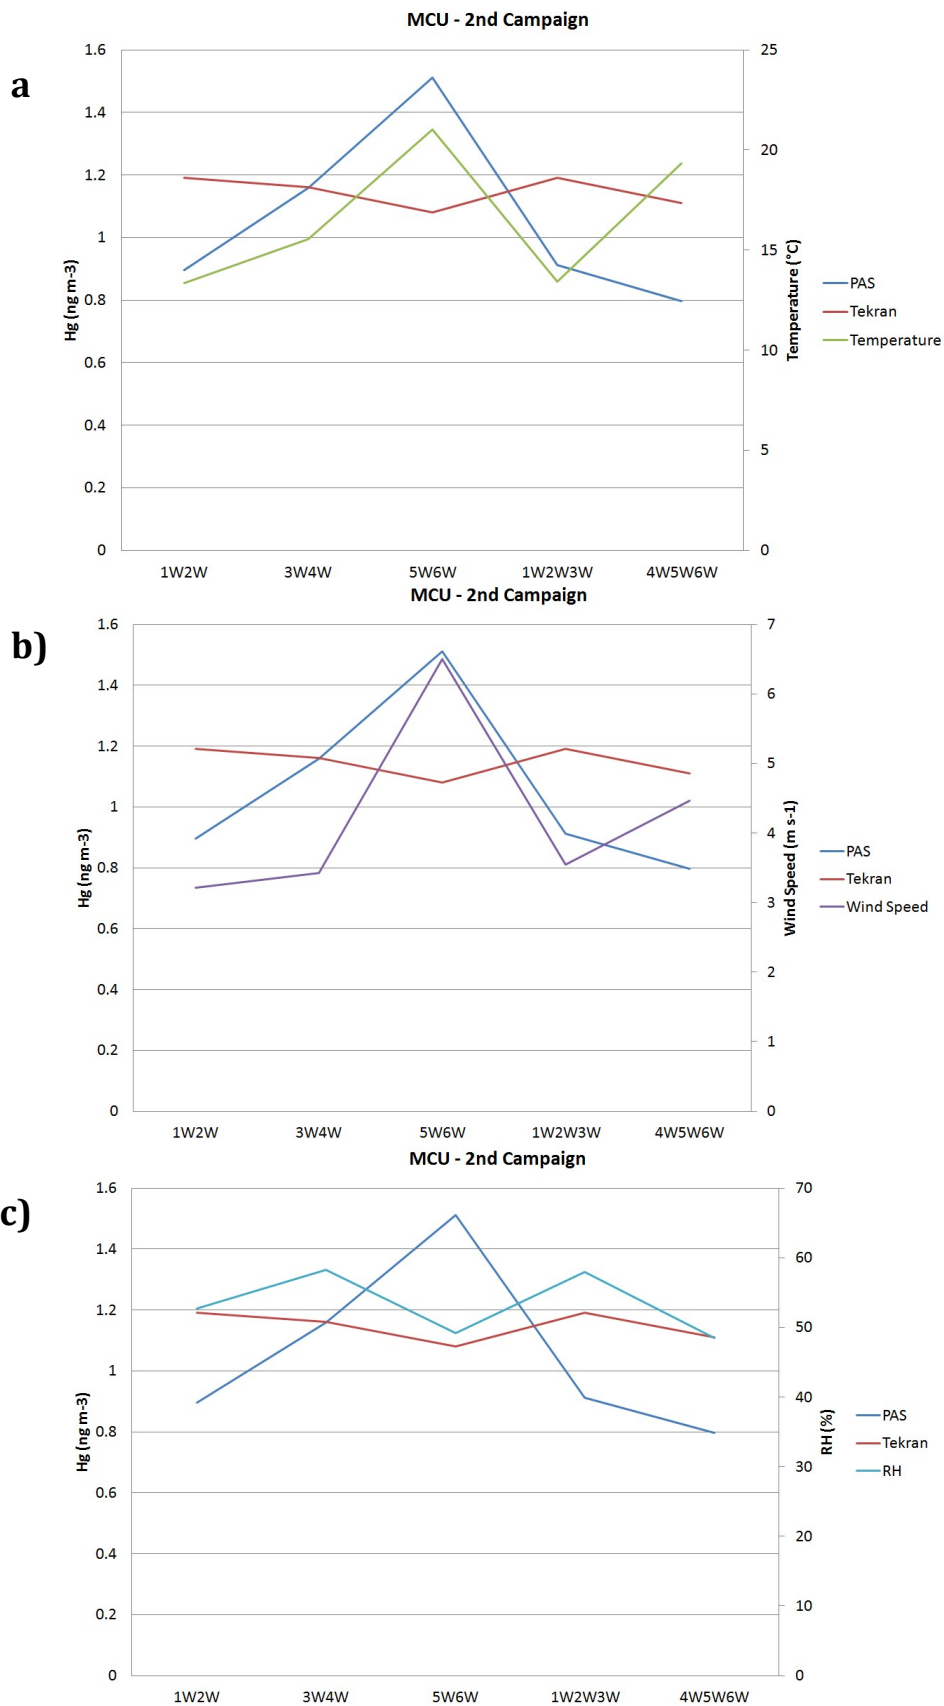 MCU - 2nd Campaign
a
1.6
1.4
1.2
1
0.8
0.6
0.4
0.2
0
Hg (ng m-3)
25
20
15
10
5
0
Temperature (°C)
PAS
Tekran
Temperature
1W2W 3W4W 5W6W 1W2W3W 4W5W6W
MCU - 2nd Campaign
b)
1.6
1.4
1.2
1
0.8
0.6
0.4
0.2
0
Hg (ng m-3)
7
6
5
4
3
2
1
0
Wind Speed (m s-1)
PAS
Tekran
Wind Speed
1W2W 3W4W 5W6W 1W2W3W 4W5W6W
MCU - 2nd Campaign
c)
1.6
1.4
1.2
1
0.8
0.6
0.4
0.2
0
Hg (ng m-3)
70
60
50
40
30
20
10
0
RH (%)
PAS
Tekran
RH
1W2W 3W4W 5W6W 1W2W3W 4W5W6W